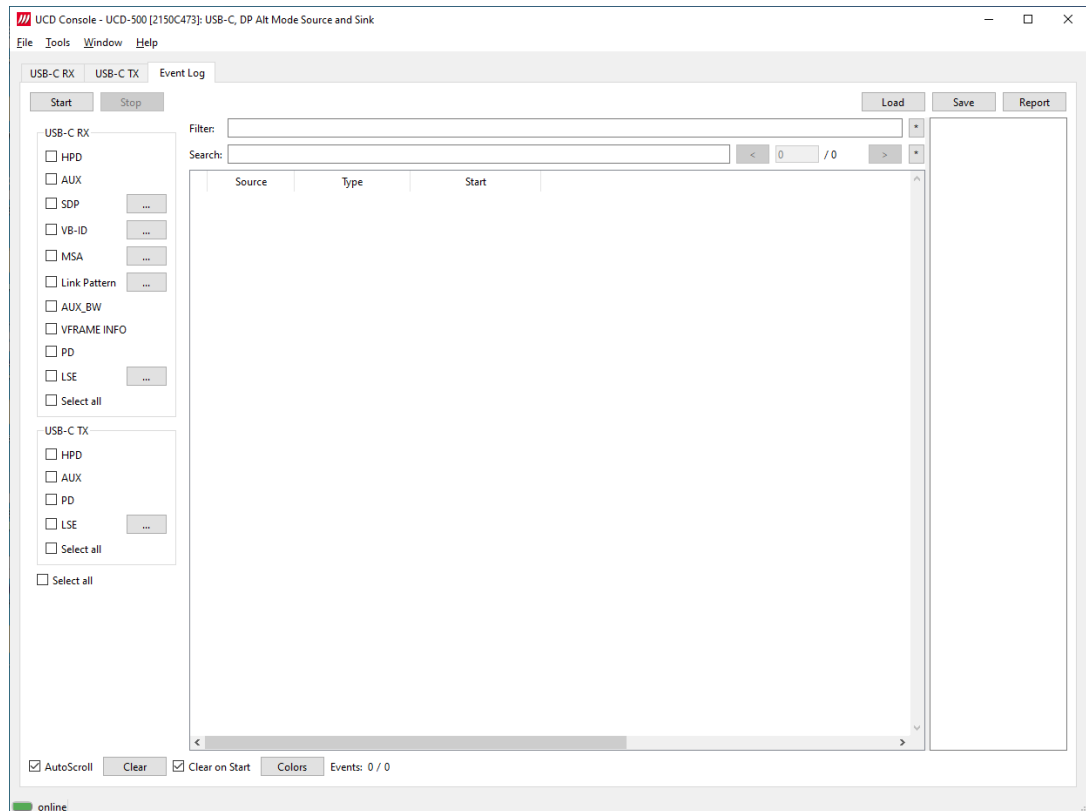 UCD Console - UCD-500 [2150C473]: USB-C, DP Alt Mode Source and Sink
File Tools Window Help
USB-C RX USB-C TX Event Log
Start Stop Load Save Report
USB-C RX
HPD
AUX
SDP ...
VB-ID ...
MSA ...
Link Pattern ...
AUX_BW
VFRAME INFO
PD
LSE ...
Select all
USB-C TX
HPD
AUX
PD
LSE ...
Select all
Select all
Filter: *
Search: < 0 / 0 > *
Source Type Start
AutoScroll Clear Clear on Start Colors Events: 0 / 0
online